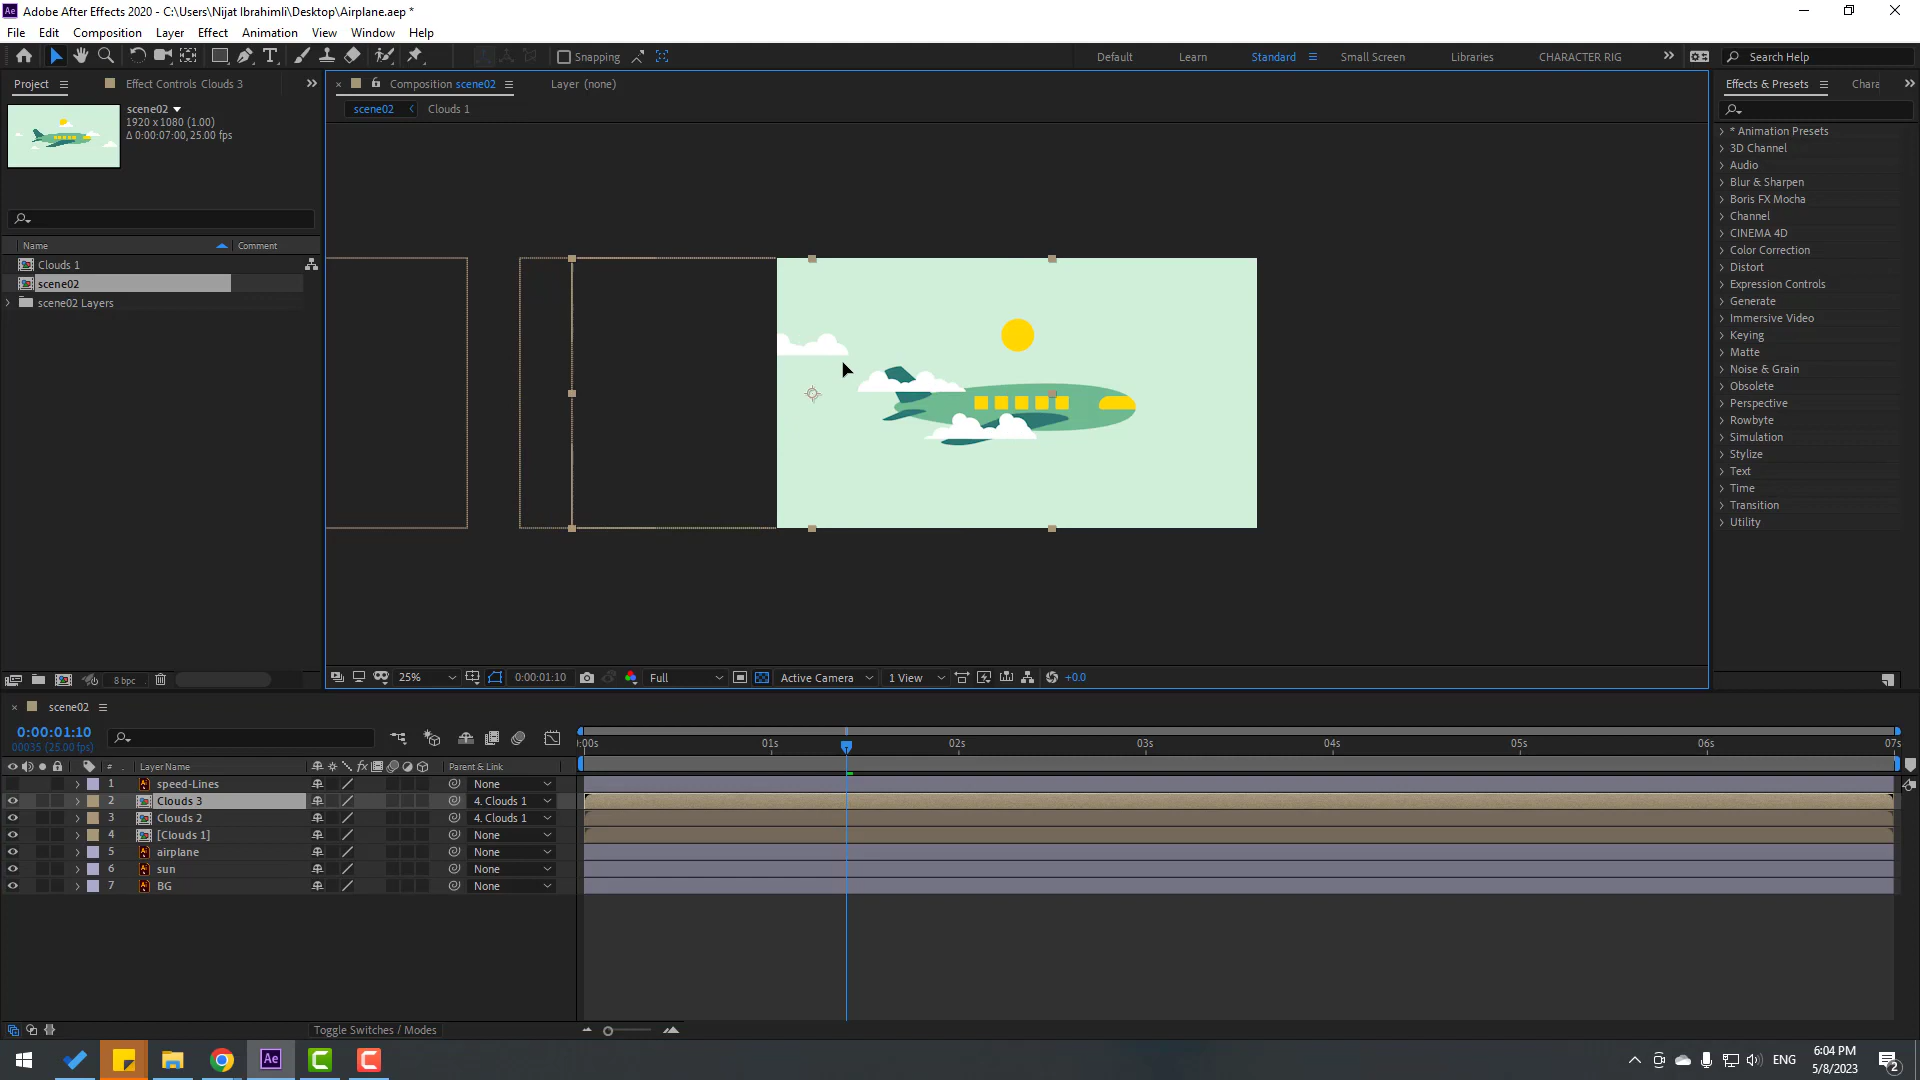 Adobe After Effects 2020 - C:\Users\Nijat Ibrahimli\Desktop\Airplane.aep *
File Edit Composition Layer Effect Animation View Window Help
Snapping
Default Learn Standard Small Screen Libraries CHARACTER RIG Search Help
Project Effect Controls Clouds 3
Composition scene02 Layer (none)
Effects & Presets Chara
scene02
1920 x 1080 (1.00)
Δ 0:00:07:00, 25.00 fps
scene02 Clouds 1
Name Comment
Clouds 1
scene02
scene02 Layers
* Animation Presets
3D Channel
Audio
Blur & Sharpen
Boris FX Mocha
Channel
CINEMA 4D
Color Correction
Distort
Expression Controls
Generate
Immersive Video
Keying
Matte
Noise & Grain
Obsolete
Perspective
Rowbyte
Simulation
Stylize
Text
Time
Transition
Utility
8 bpc
25% 0:00:01:10 Full Active Camera 1 View +0.0
scene02
0:00:01:10
00035 (25.00 fps)
:00s 01s 02s 03s 04s 05s 06s 07s
# Layer Name fx Parent & Link
1 speed-Lines None
2 Clouds 3 4. Clouds 1
3 Clouds 2 4. Clouds 1
4 [Clouds 1] None
5 airplane None
6 sun None
7 BG None
Toggle Switches / Modes
ENG
6:04 PM
5/8/2023
2